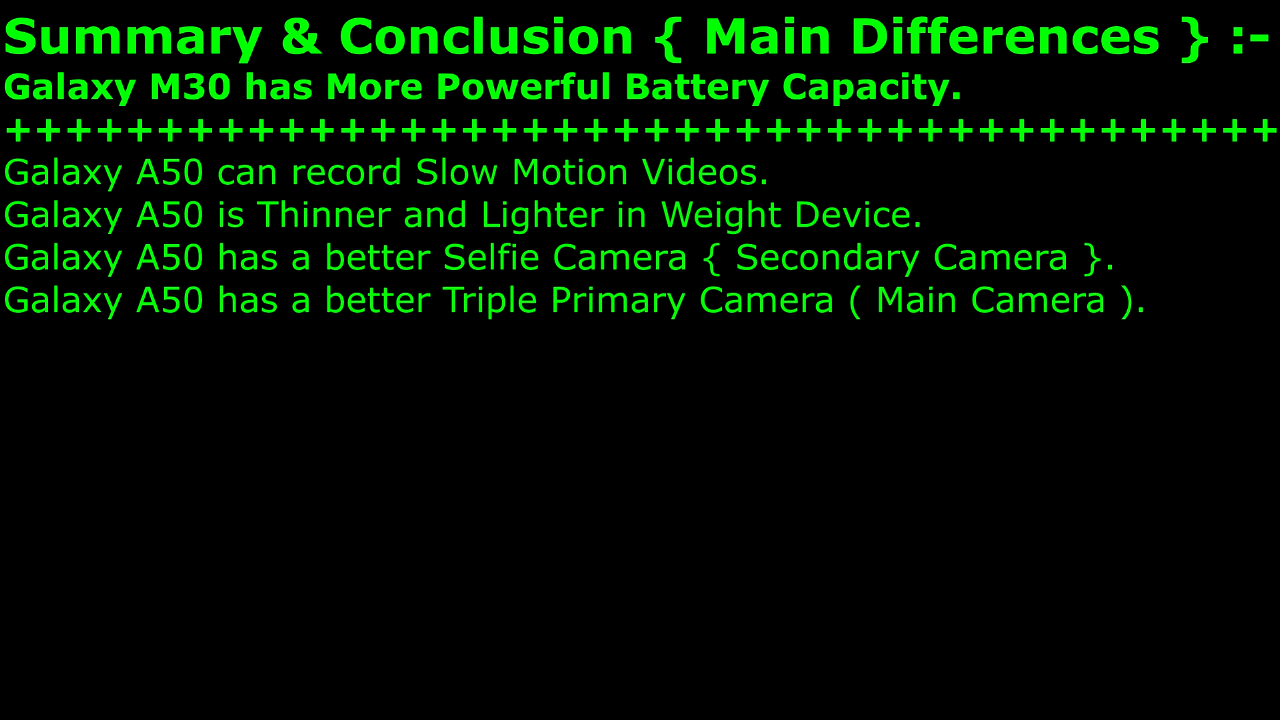 Summary & Conclusion { Main Differences } :-
Galaxy M30 has More Powerful Battery Capacity.
++++++++++++++++++++++++++++++++++++++++++
Galaxy A50 can record Slow Motion Videos.
Galaxy A50 is Thinner and Lighter in Weight Device.
Galaxy A50 has a better Selfie Camera { Secondary Camera }.
Galaxy A50 has a better Triple Primary Camera ( Main Camera ).